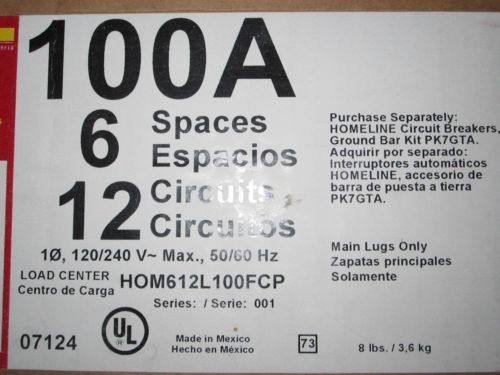 100A
6 Spaces
Espacios
12 Circuits
Circuitos
1Ø, 120/240 V~ Max., 50/60 Hz
LOAD CENTER
Centro de Carga
HOM612L100FCP
Series: / Serie: 001
07124
UL
Made in Mexico
Hecho en México
73
Purchase Separately:
HOMELINE Circuit Breakers,
Ground Bar Kit PK7GTA.
Adquirir por separado:
Interruptores automáticos
HOMELINE, accesorio de
barra de puesta a tierra
PK7GTA.
Main Lugs Only
Zapatas principales
Solamente
8 lbs. / 3,6 kg